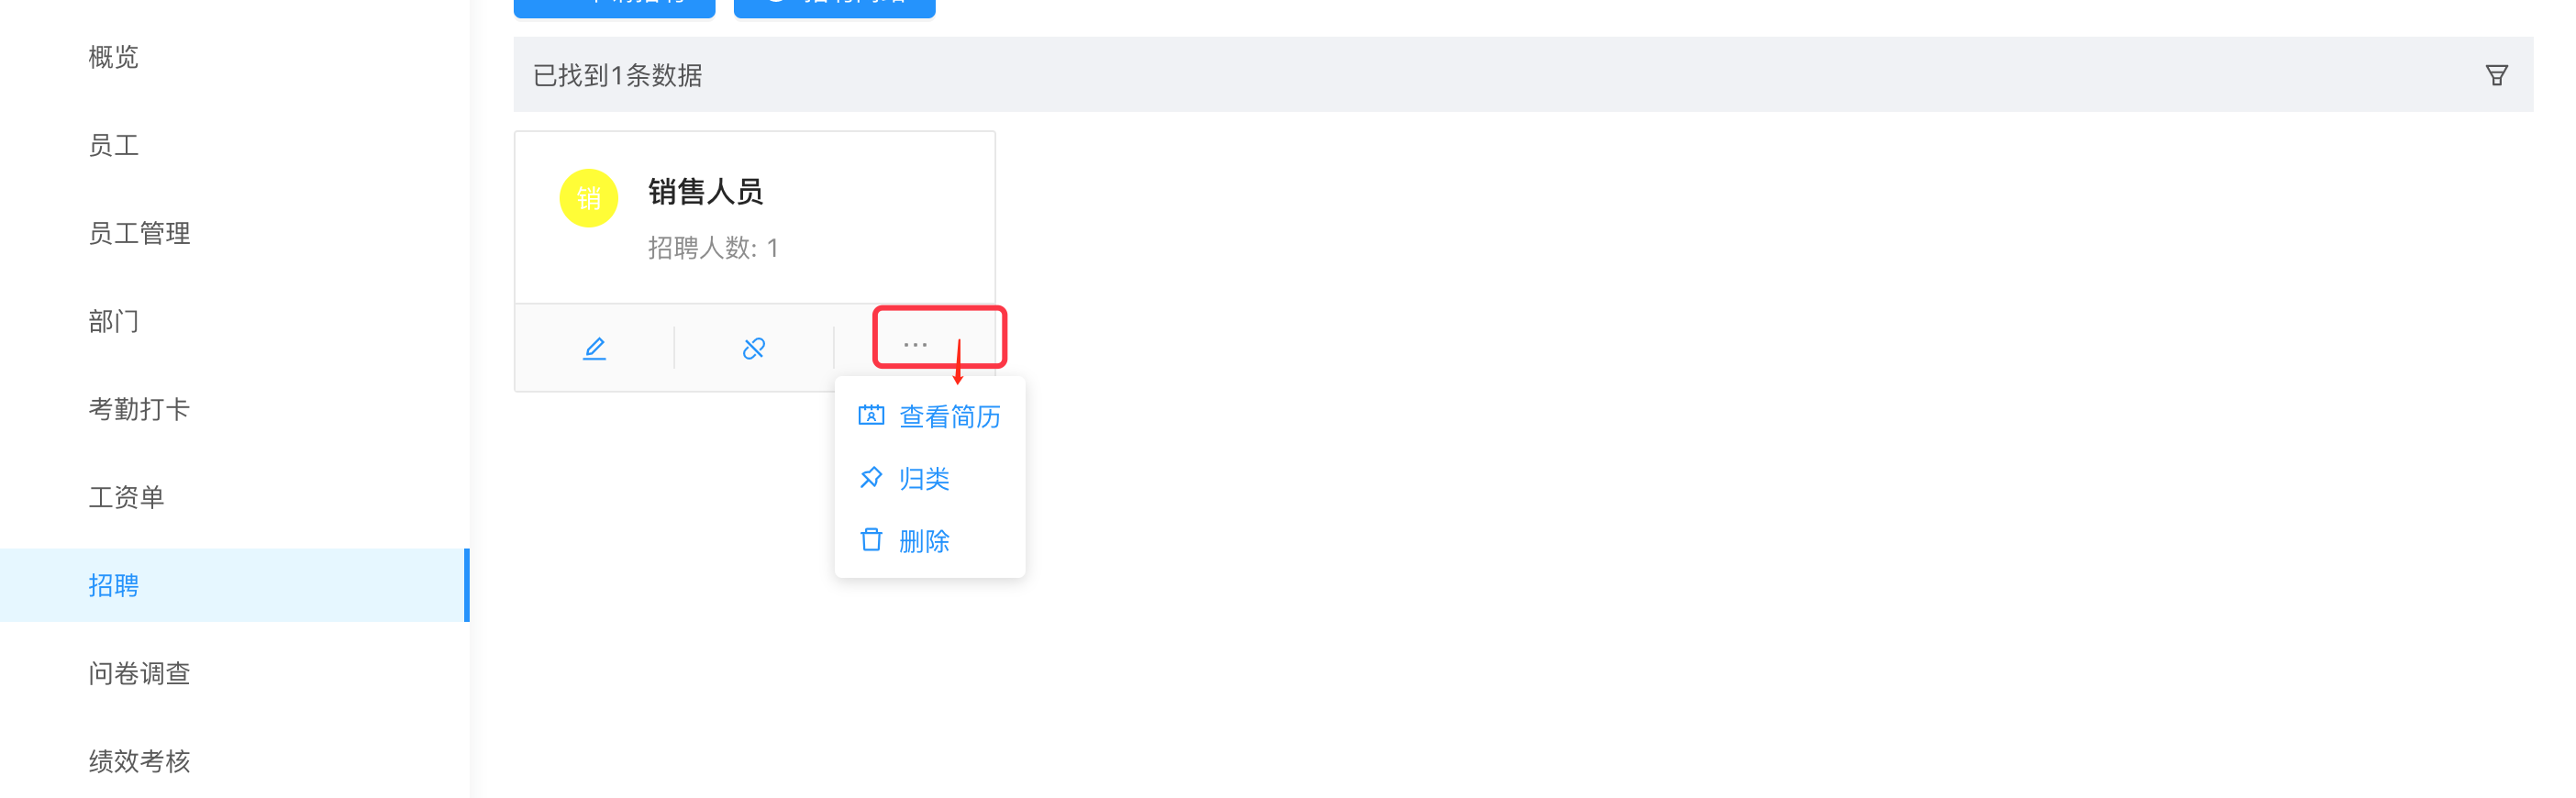 概览
员工
员工管理
部门
考勤打卡
工资单
招聘
问卷调查
绩效考核
已找到1条数据
销
销售人员
招聘人数: 1
查看简历
归类
删除